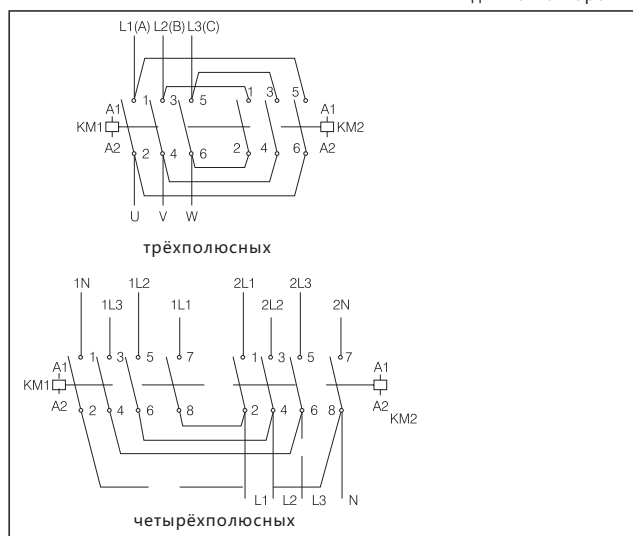 L1(A) L2(B) L3(C)
1 3 5 1 3 5
A1 A1
KM1 KM2
A2 A2
2 4 6 2 4 6
U V W
трёхполюсных
1N 1L2 2L1 2L3
1L3 1L1 2L2 2N
1 3 5 7 1 3 5 7
A1 A1
KM1
A2 A2
KM2
2 4 6 8 2 4 6 8
L1 L2 L3 N
четырёхполюсных